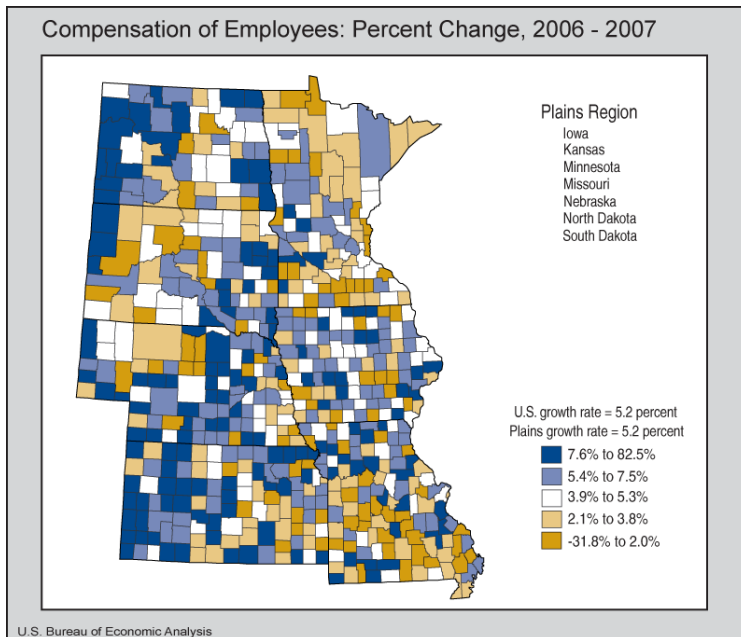 Compensation of Employees: Percent Change, 2006 - 2007
Plains Region
Iowa
Kansas
Minnesota
Missouri
Nebraska
North Dakota
South Dakota
U.S. growth rate = 5.2 percent
Plains growth rate = 5.2 percent
7.6% to 82.5%
5.4% to 7.5%
3.9% to 5.3%
2.1% to 3.8%
-31.8% to 2.0%
U.S. Bureau of Economic Analysis